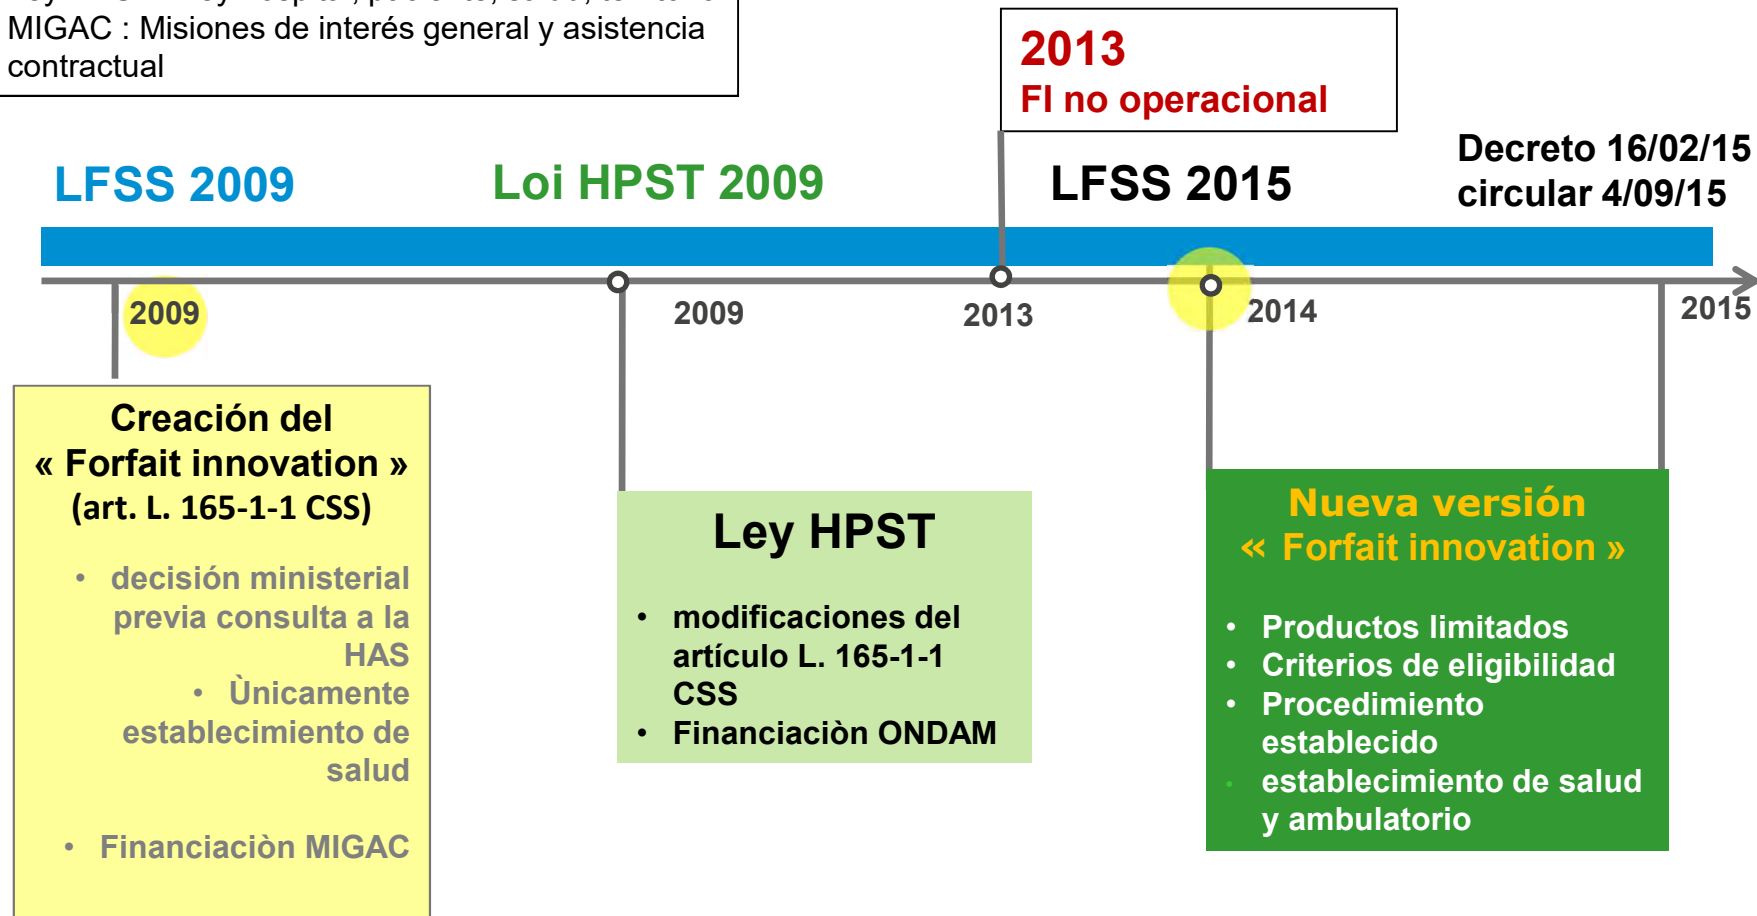 MIGAC : Misiones de interés general y asistencia
contractual
2013
FI no operacional
LFSS 2009
Loi HPST 2009
LFSS 2015
Decreto 16/02/15
circular 4/09/15
2009
2009
2013
2014
2015
Creación del
« Forfait innovation »
(art. L. 165-1-1 CSS)
• decisión ministerial
previa consulta a la
HAS
• Ùnicamente
establecimiento de
salud
• Financiaciòn MIGAC
Ley HPST
• modificaciones del
artículo L. 165-1-1
CSS
• Financiaciòn ONDAM
Nueva versión
« Forfait innovation »
• Productos limitados
• Criterios de eligibilidad
• Procedimiento
establecido
• establecimiento de salud
y ambulatorio